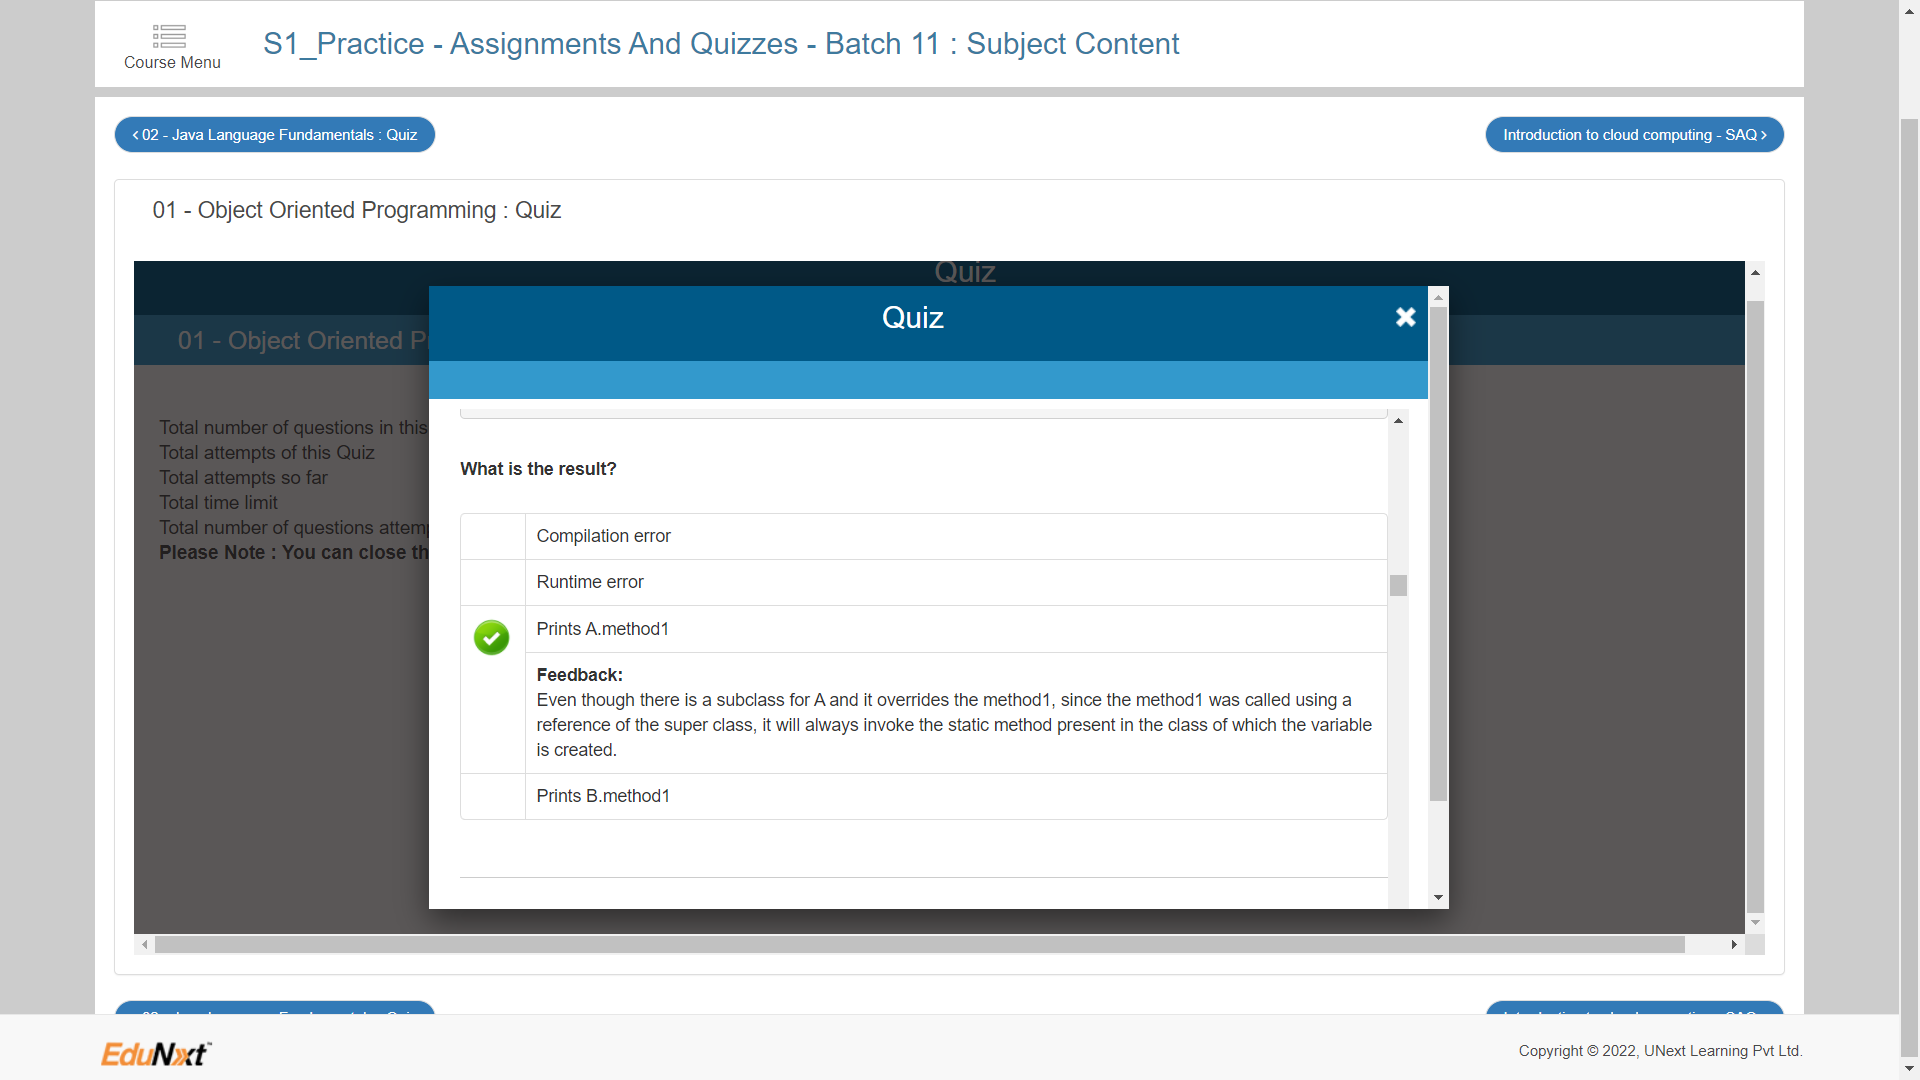 Course Menu
S1_Practice - Assignments And Quizzes - Batch 11 : Subject Content
02 - Java Language Fundamentals : Quiz
Introduction to cloud computing - SAQ
01 - Object Oriented Programming : Quiz
Quiz
01 - Object Oriented
Total number of questions in this
Total attempts of this Quiz
Total attempts so far
Total time limit
Total number of questions attem
Please Note : You can close th
Quiz
What is the result?
Compilation error
Runtime error
Prints A.method1
Feedback:
Even though there is a subclass for A and it overrides the method1, since the method1 was called using a
reference of the super class, it will always invoke the static method present in the class of which the variable
is created.
Prints B.method1
EduNxt
Copyright © 2022, UNext Learning Pvt Ltd.